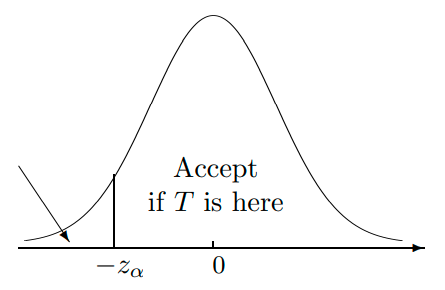 Accept
if T is here
−zα 0